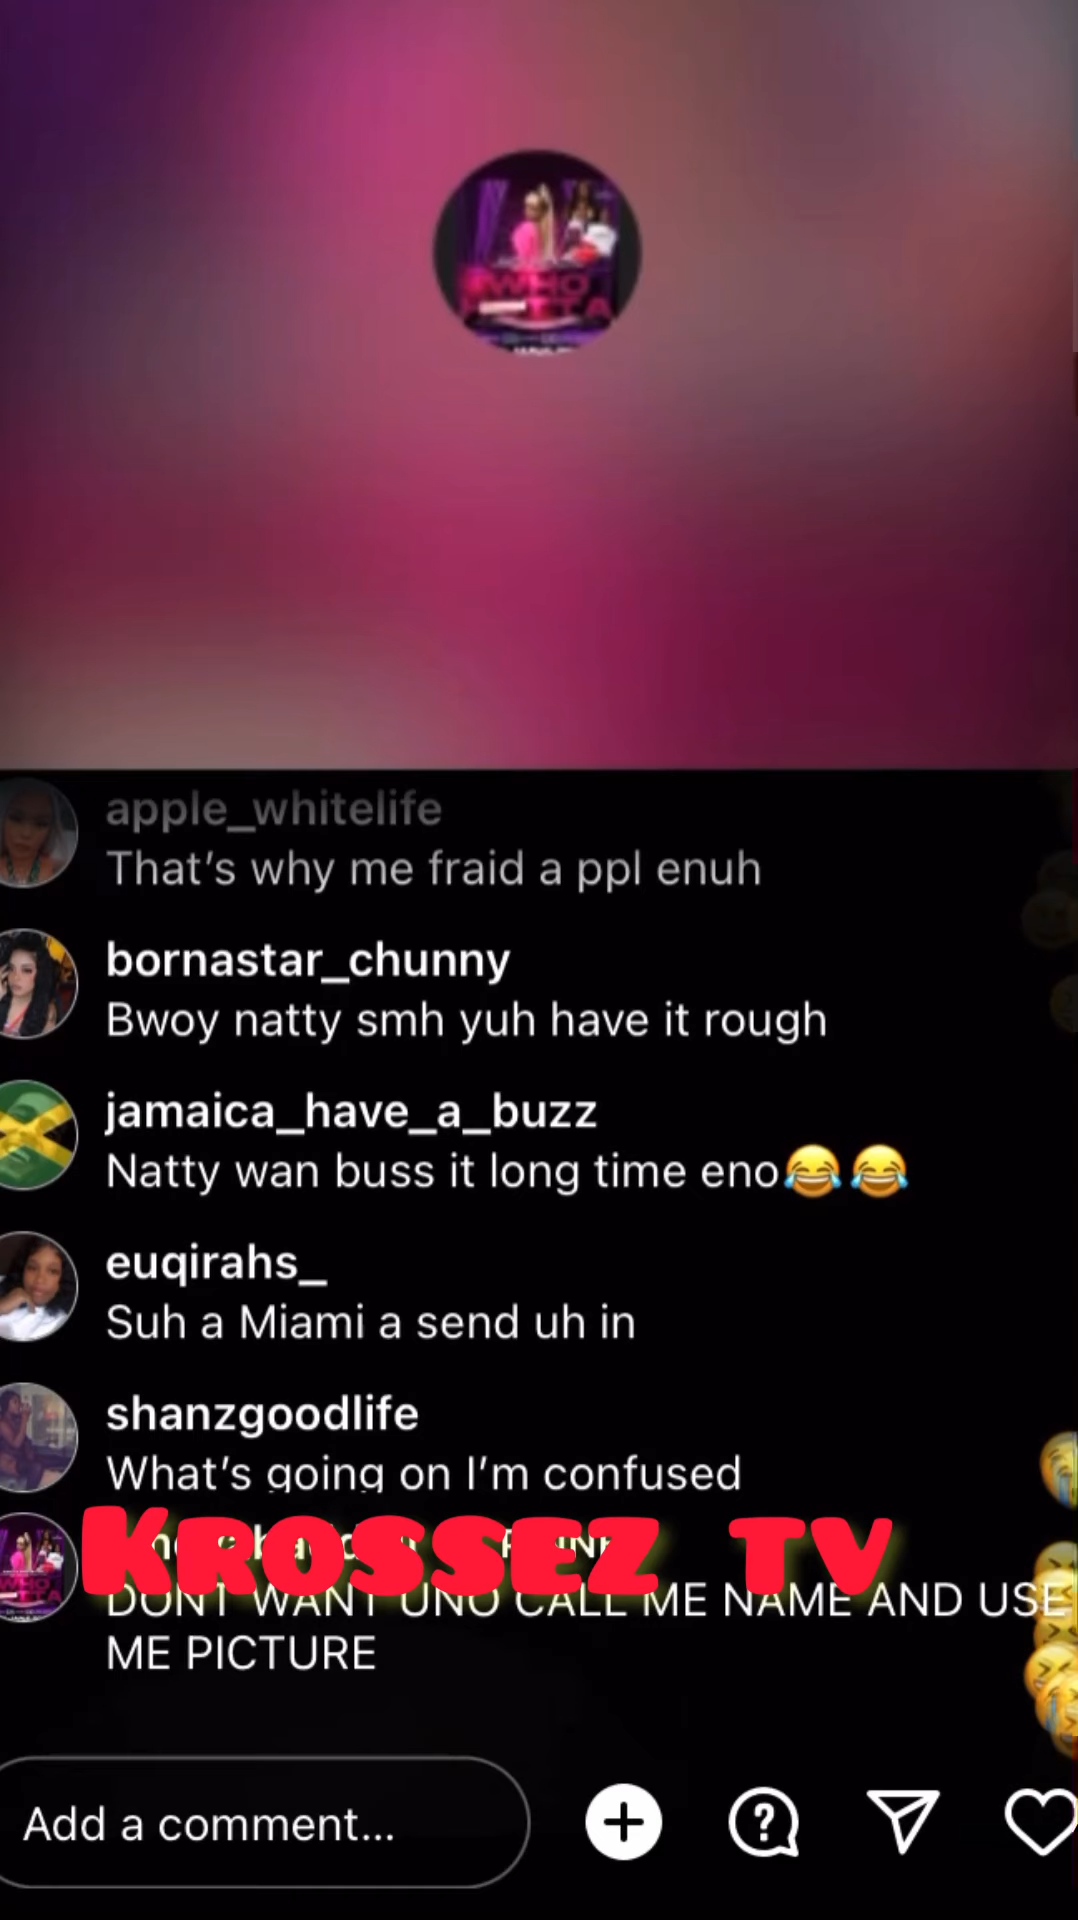 WHO
apple_whitelife
That's why me fraid a ppl enuh
bornastar_chunny
Bwoy natty smh yuh have it rough
jamaica_have_a_buzz
Natty wan buss it long time eno😂😂
euqirahs_
Suh a Miami a send uh in
shanzgoodlife
What's going on I'm confused
KROSSEZ TV
DONT WANT UNO CALL ME NAME AND USE
ME PICTURE
Add a comment...